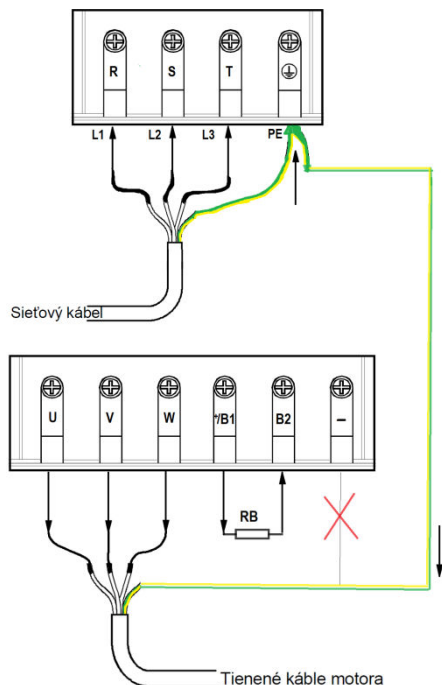 R S T
L1 L2 L3 PE
Sieťový kábel
U V W +/B1 B2 –
RB
Tienené káble motora